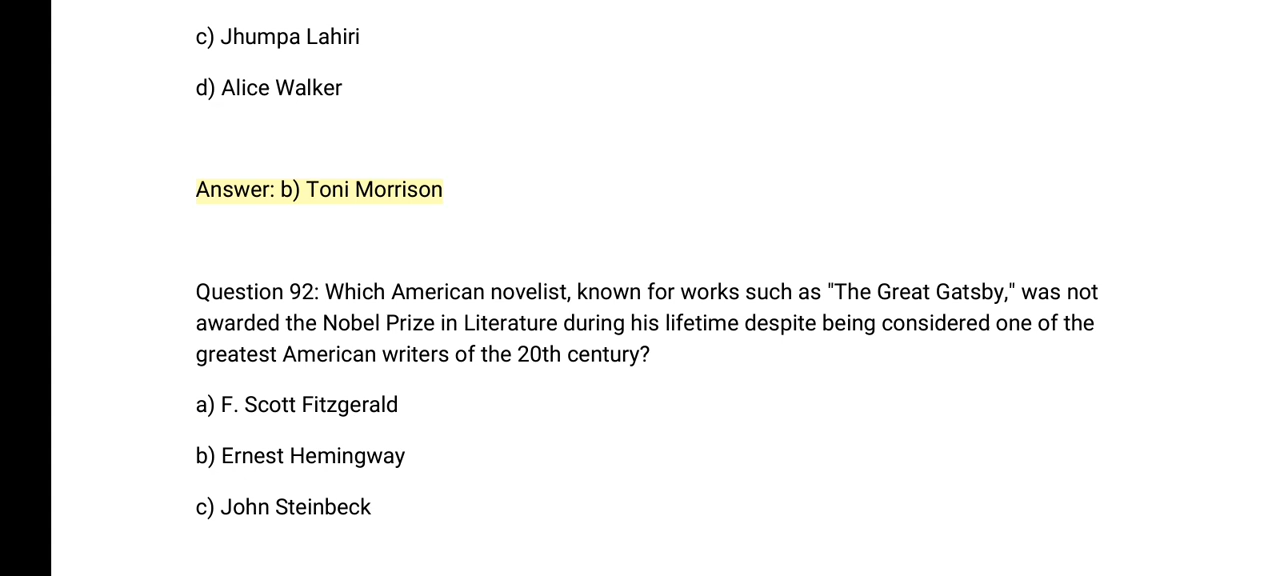 c) Jhumpa Lahiri
d) Alice Walker
Answer: b) Toni Morrison
Question 92: Which American novelist, known for works such as "The Great Gatsby," was not
awarded the Nobel Prize in Literature during his lifetime despite being considered one of the
greatest American writers of the 20th century?
a) F. Scott Fitzgerald
b) Ernest Hemingway
c) John Steinbeck